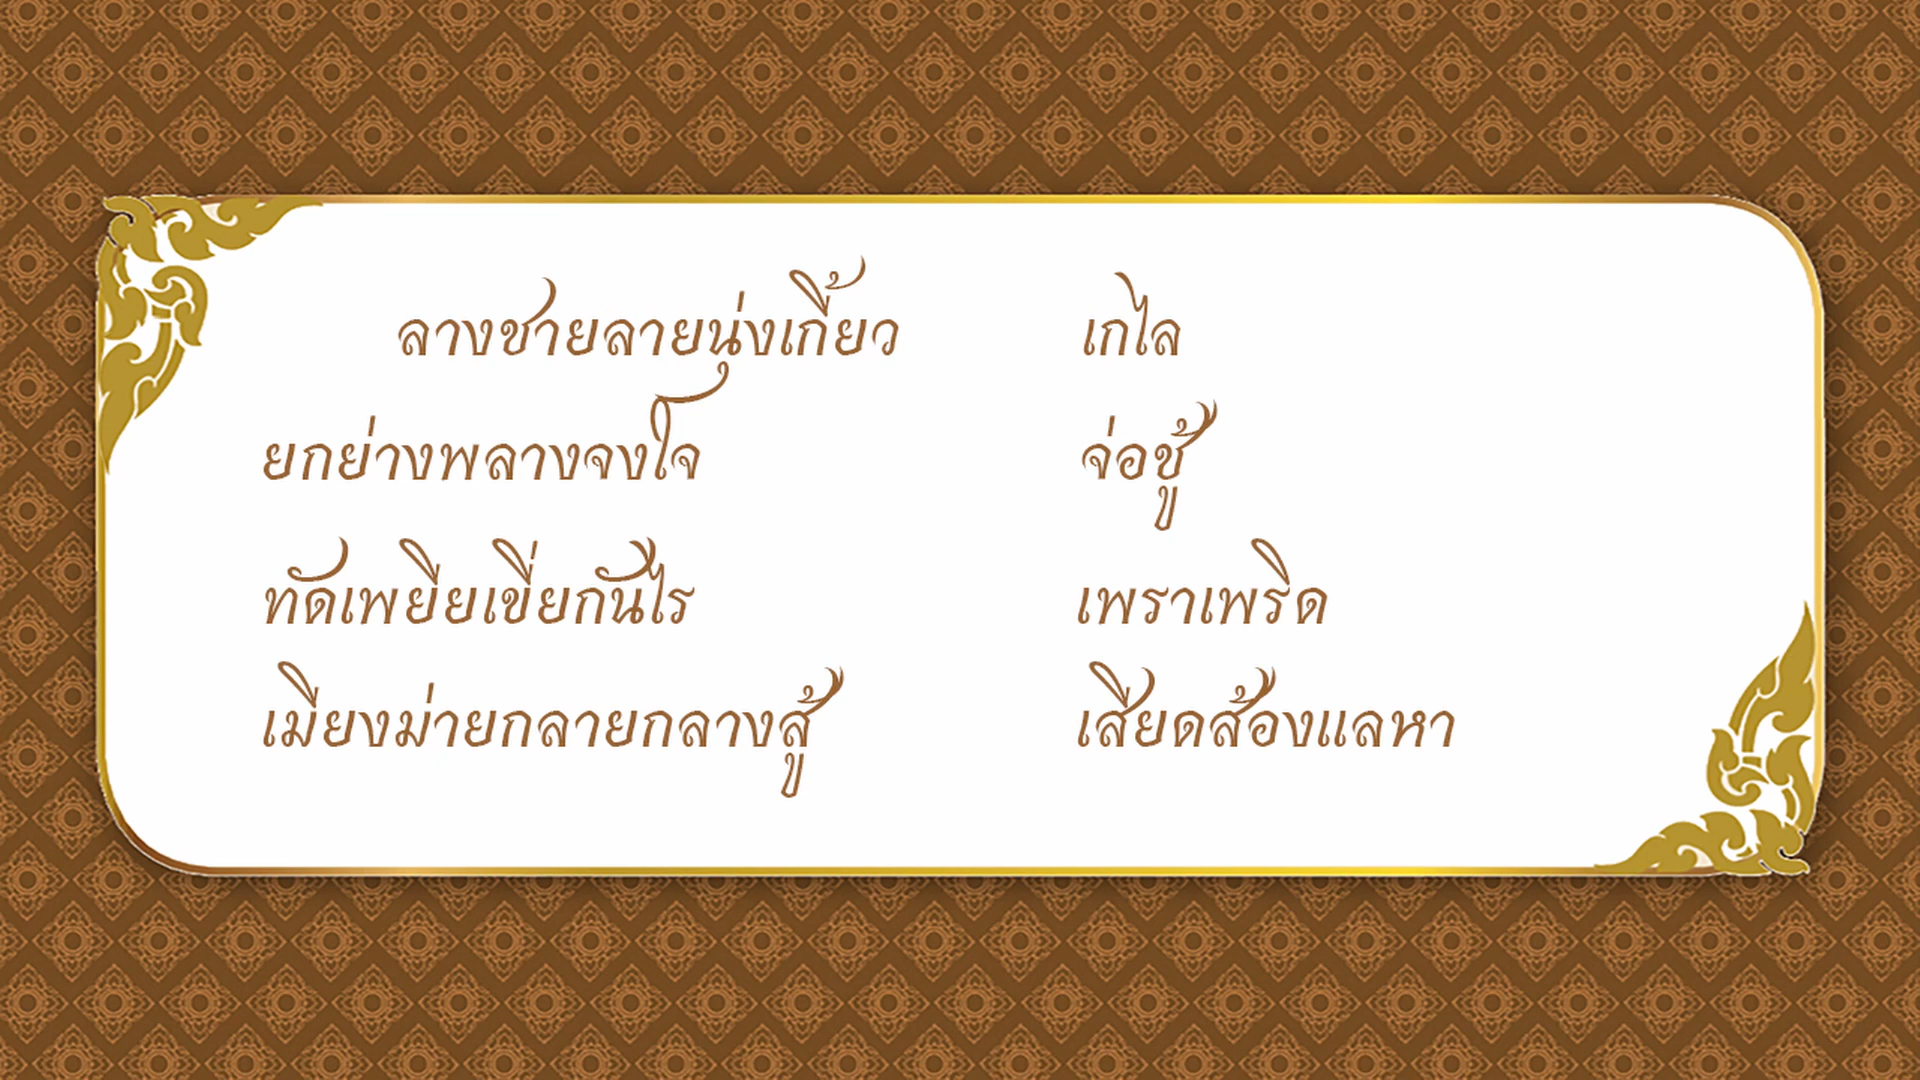 ลางชายลายนุ่งเกี้ยว เกไล
ยกย่างพลางจงใจ จ่อชู้
ทัดเพยียเขี่ยกันไร เพราเพริด
เมียงม่ายกลายกลางสู้ เสียดส้องแลหา